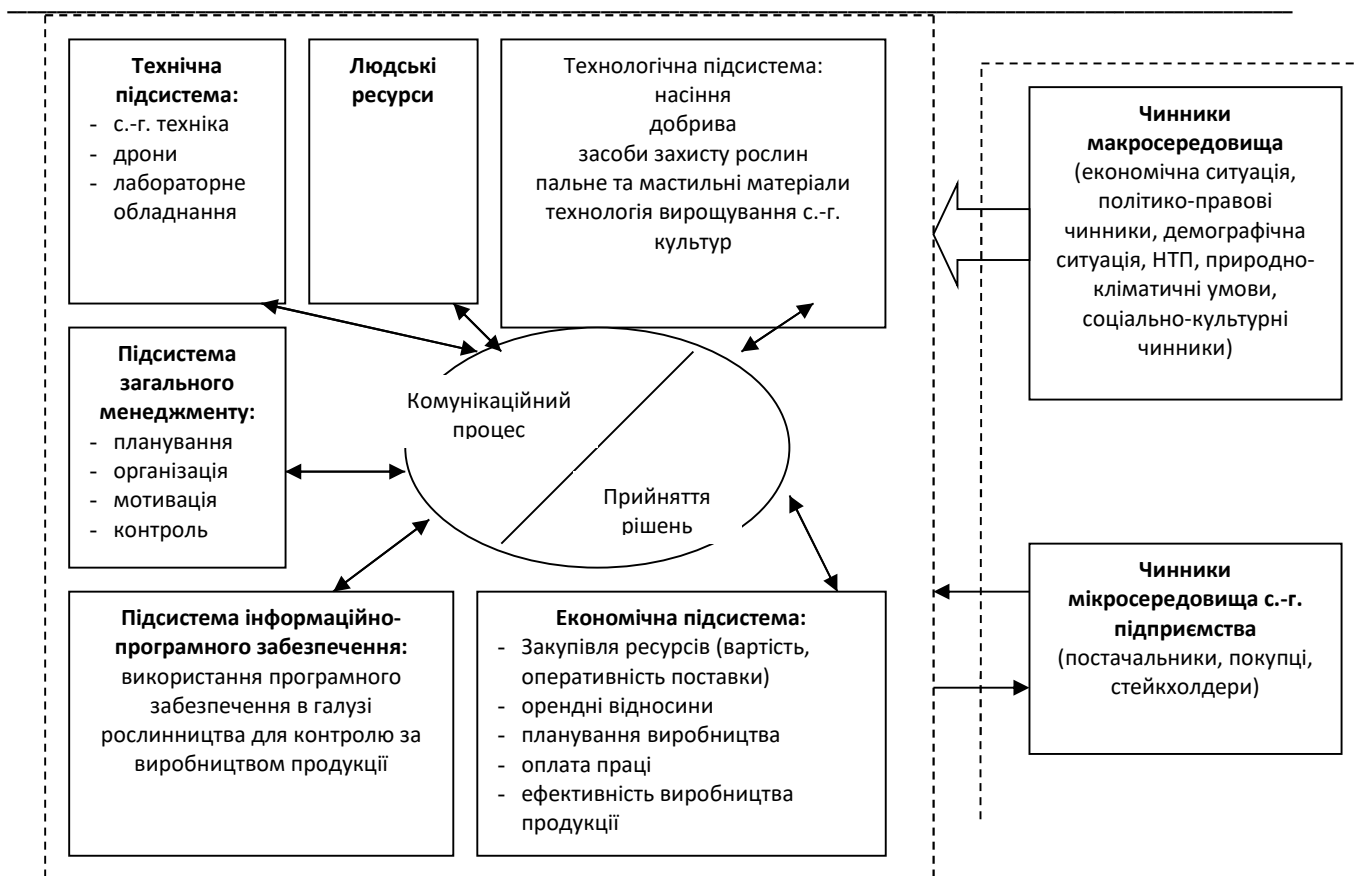 Технічна
підсистема:
- с.-г. техніка
- дрони
- лабораторне
обладнання
Людські
ресурси
Технологічна підсистема:
насіння
добрива
засоби захисту рослин
пальне та мастильні матеріали
технологія вирощування с.-г.
культур
Чинники
макросередовища
(економічна ситуація,
політико-правові
чинники, демографічна
ситуація, НТП, природно-
кліматичні умови,
соціально-культурні
чинники)
Підсистема
загального
менеджменту:
- планування
- організація
- мотивація
- контроль
Комунікаційний
процес
Прийняття
рішень
Підсистема інформаційно-
програмного забезпечення:
використання програмного
забезпечення в галузі
рослинництва для контролю за
виробництвом продукції
Економічна підсистема:
- Закупівля ресурсів (вартість,
оперативність поставки)
- орендні відносини
- планування виробництва
- оплата праці
- ефективність виробництва
продукції
Чинники
мікросередовища с.-г.
підприємства
(постачальники, покупці,
стейкхолдери)